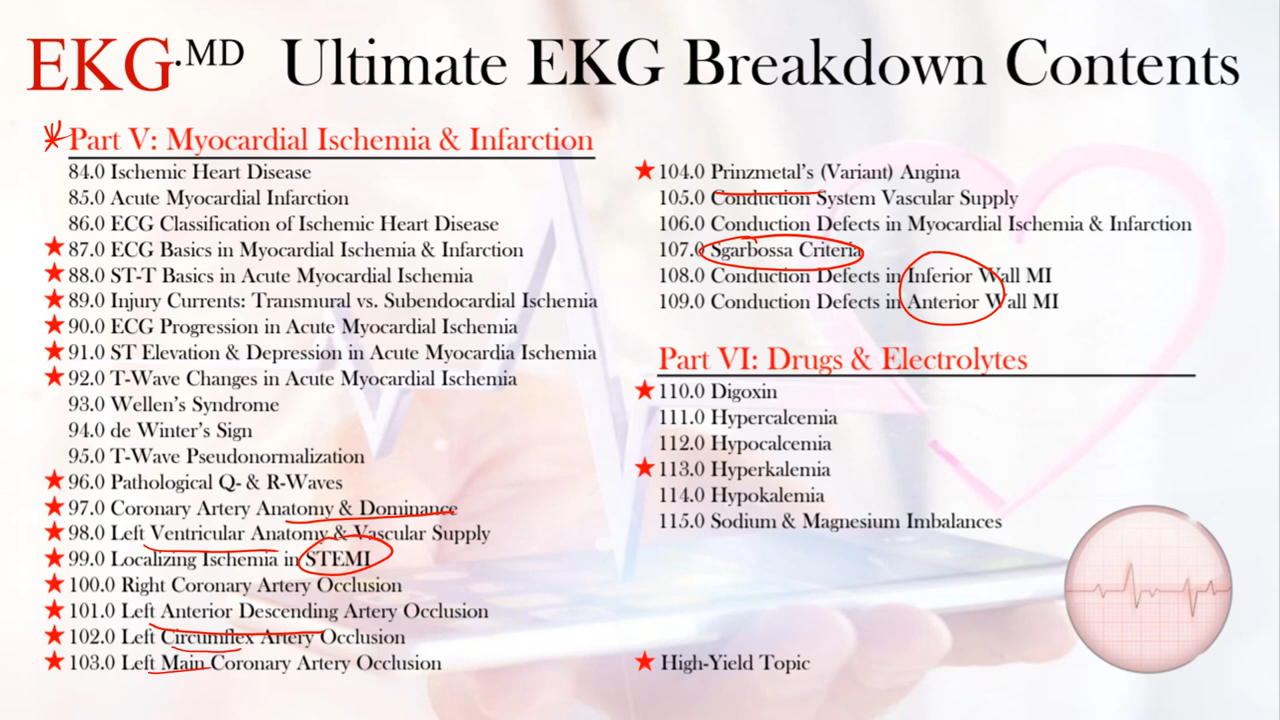 EKG.MD Ultimate EKG Breakdown Contents
Part V: Myocardial Ischemia & Infarction
84.0 Ischemic Heart Disease
85.0 Acute Myocardial Infarction
86.0 ECG Classification of Ischemic Heart Disease
★ 87.0 ECG Basics in Myocardial Ischemia & Infarction
★ 88.0 ST-T Basics in Acute Myocardial Ischemia
★ 89.0 Injury Currents: Transmural vs. Subendocardial Ischemia
★ 90.0 ECG Progression in Acute Myocardial Ischemia
★ 91.0 ST Elevation & Depression in Acute Myocardia Ischemia
★ 92.0 T-Wave Changes in Acute Myocardial Ischemia
93.0 Wellen's Syndrome
94.0 de Winter's Sign
95.0 T-Wave Pseudonormalization
★ 96.0 Pathological Q- & R-Waves
★ 97.0 Coronary Artery Anatomy & Dominance
★ 98.0 Left Ventricular Anatomy & Vascular Supply
★ 99.0 Localizing Ischemia in STEMI
★ 100.0 Right Coronary Artery Occlusion
★ 101.0 Left Anterior Descending Artery Occlusion
★ 102.0 Left Circumflex Artery Occlusion
★ 103.0 Left Main Coronary Artery Occlusion
★ 104.0 Prinzmetal's (Variant) Angina
105.0 Conduction System Vascular Supply
106.0 Conduction Defects in Myocardial Ischemia & Infarction
107.0 Sgarbossa Criteria
108.0 Conduction Defects in Inferior Wall MI
109.0 Conduction Defects in Anterior Wall MI
Part VI: Drugs & Electrolytes
★ 110.0 Digoxin
111.0 Hypercalcemia
112.0 Hypocalcemia
★ 113.0 Hyperkalemia
114.0 Hypokalemia
115.0 Sodium & Magnesium Imbalances
★ High-Yield Topic